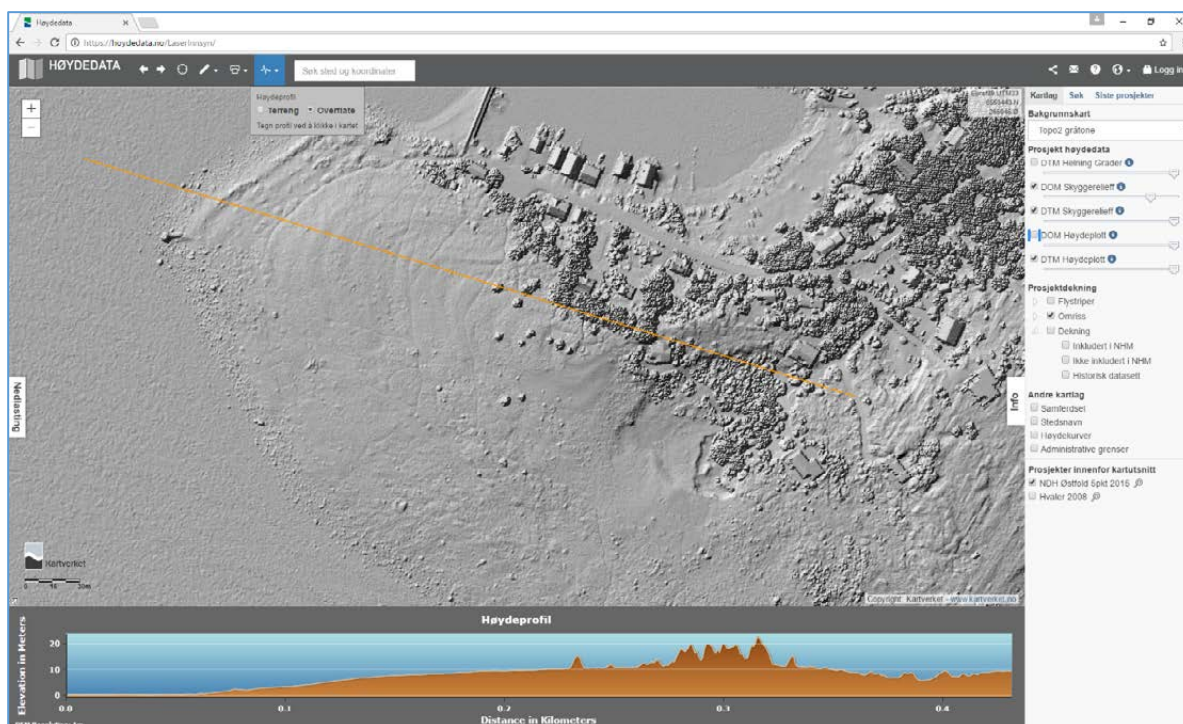 Høydedata
https://hoydedata.no/LaserInnsyn/
HØYDEDATA
Søk sted og koordinater
Logg in
Høydeprofil
Terreng Overflate
Tegn profil ved å klikke i kartet
Kartlag Søk Siste prosjekter
Bakgrunnskart
Topo2 gråtone
Prosjekt høydedata
DTM Helning Grader
DOM Skyggerelieff
DTM Skyggerelieff
DOM Høydeplott
DTM Høydeplott
Prosjektdekning
Flystriper
Omriss
Dekning
Inkludert i NHM
Ikke inkludert i NHM
Historisk datasett
Andre kartlag
Samferdsel
Stedsnavn
Høydekurver
Administrative grenser
Prosjekter innenfor kartutsnitt
NDH Østfold 5pkt 2015
Hvaler 2008
Nedlasting
Info
Kartverket
Copyright: Kartverket - www.kartverket.no
Høydeprofil
Elevation in Meters
20
10
0
0.0 0.1 0.2 0.3 0.4
Distance in Kilometers